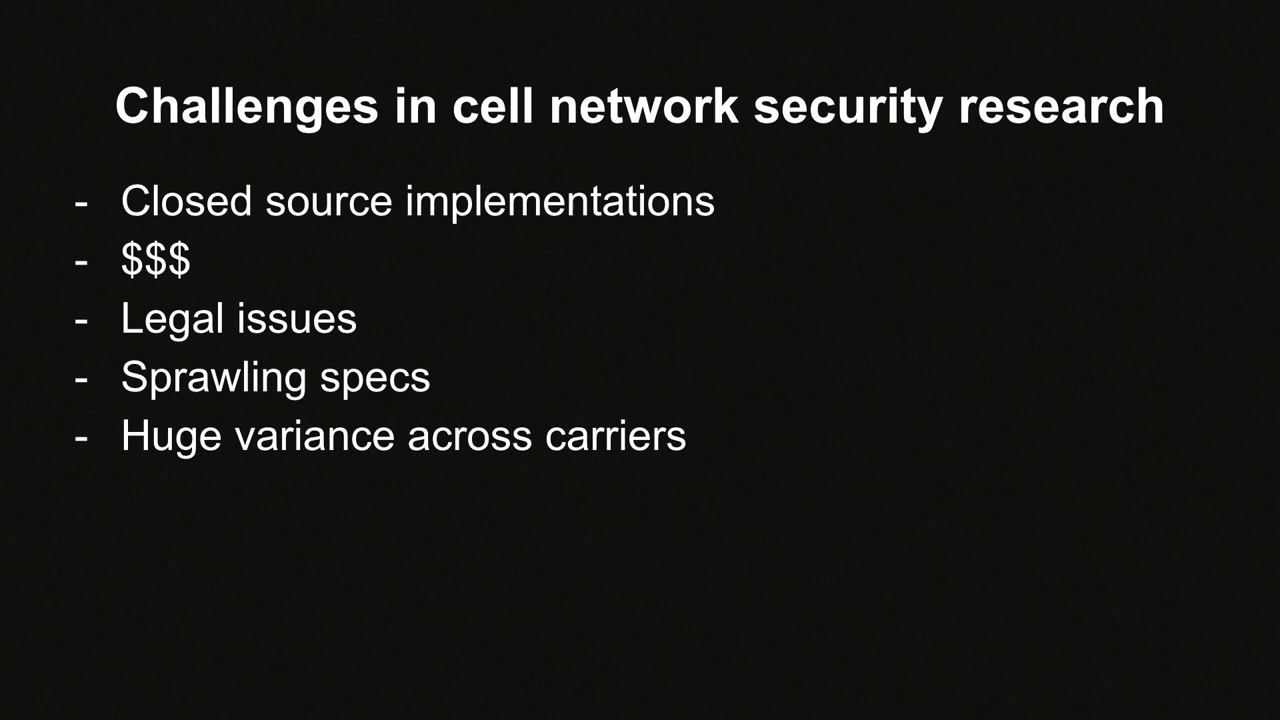 Challenges in cell network security research
- Closed source implementations
- $$$
- Legal issues
- Sprawling specs
- Huge variance across carriers